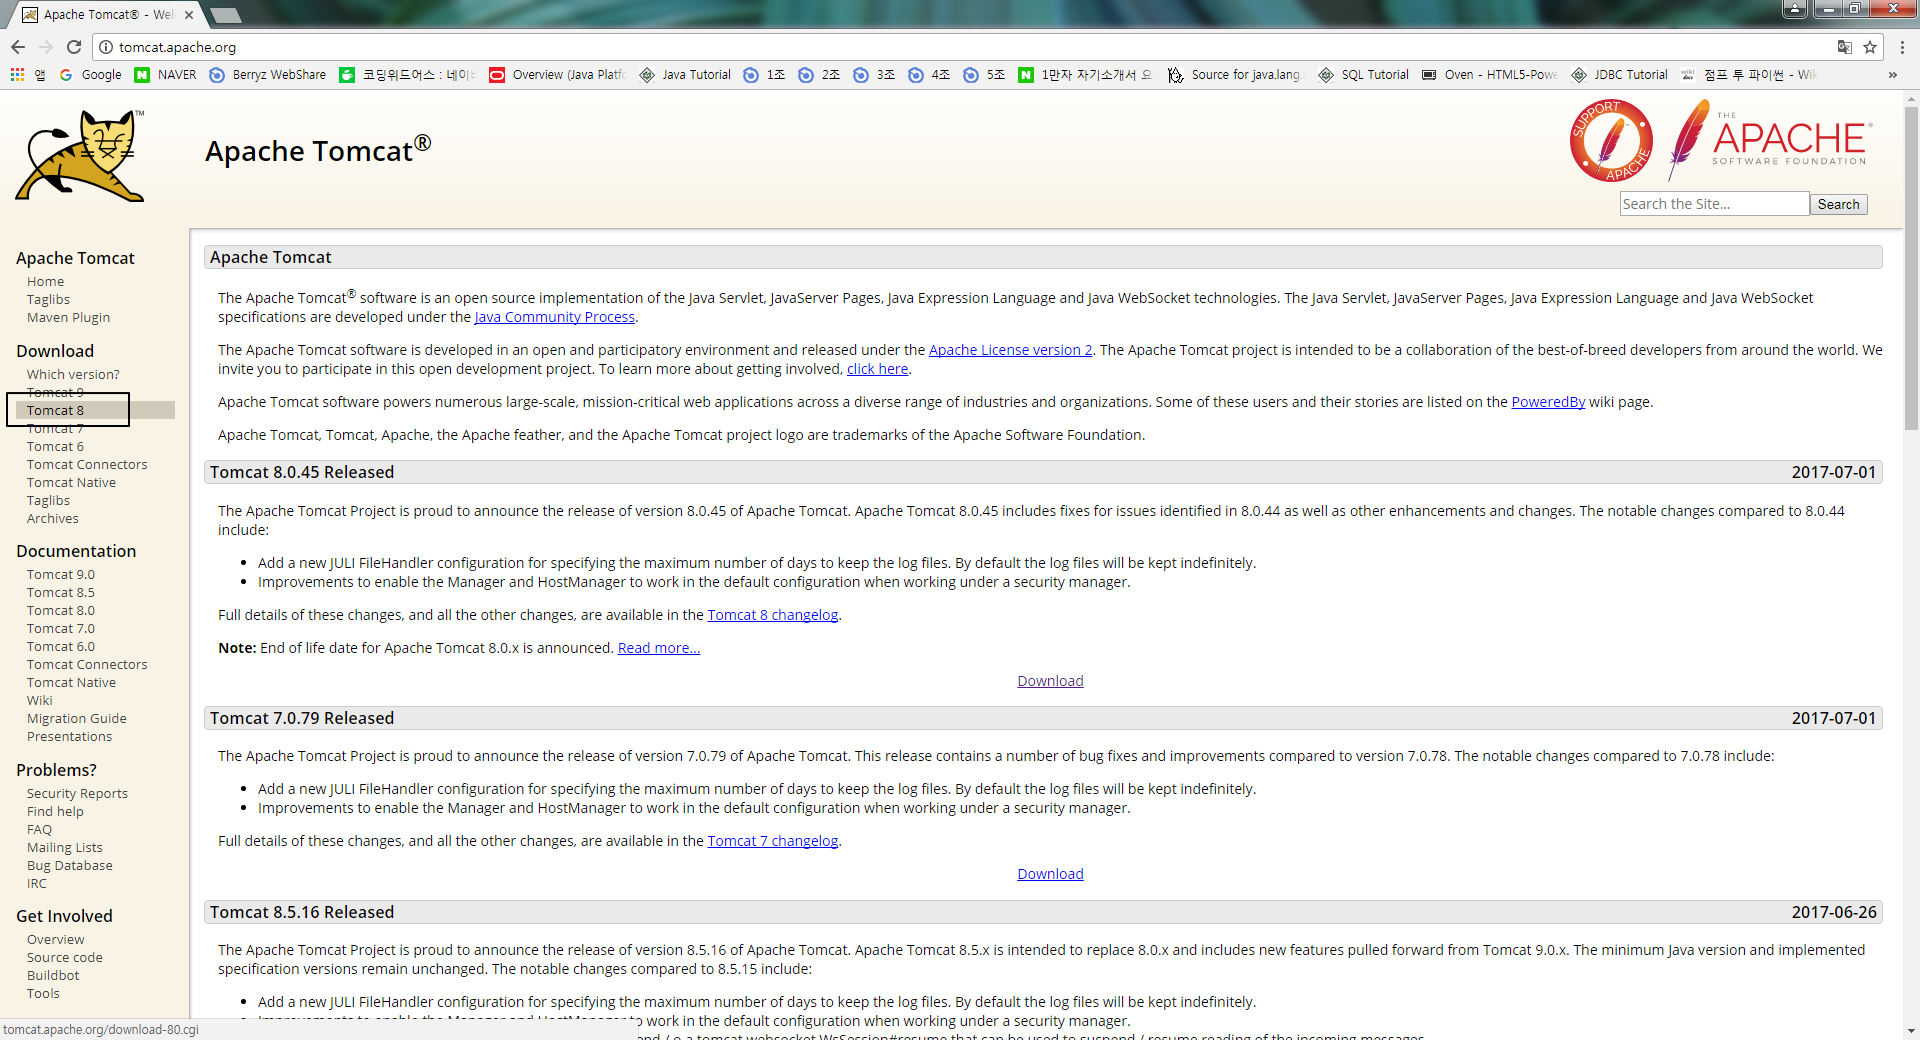 Apache Tomcat® - Wel
tomcat.apache.org
앱 Google NAVER Berryz WebShare 코딩위드어스 : 네이 Overview (Java Platf Java Tutorial 1조 2조 3조 4조 5조 1만자 자기소개서 요 Source for java.lang. SQL Tutorial Oven - HTML5-Powe JDBC Tutorial 점프 투 파이썬 - Wik »
Apache Tomcat®
TM
SUPPORT APACHE
THE
APACHE®
SOFTWARE FOUNDATION
Search the Site...
Search
Apache Tomcat
Home
Taglibs
Maven Plugin
Download
Which version?
Tomcat 9
Tomcat 8
Tomcat 7
Tomcat 6
Tomcat Connectors
Tomcat Native
Taglibs
Archives
Documentation
Tomcat 9.0
Tomcat 8.5
Tomcat 8.0
Tomcat 7.0
Tomcat 6.0
Tomcat Connectors
Tomcat Native
Wiki
Migration Guide
Presentations
Problems?
Security Reports
Find help
FAQ
Mailing Lists
Bug Database
IRC
Get Involved
Overview
Source code
Buildbot
Tools
tomcat.apache.org/download-80.cgi
Apache Tomcat
The Apache Tomcat® software is an open source implementation of the Java Servlet, JavaServer Pages, Java Expression Language and Java WebSocket technologies. The Java Servlet, JavaServer Pages, Java Expression Language and Java WebSocket
specifications are developed under the Java Community Process.
The Apache Tomcat software is developed in an open and participatory environment and released under the Apache License version 2. The Apache Tomcat project is intended to be a collaboration of the best-of-breed developers from around the world. We
invite you to participate in this open development project. To learn more about getting involved, click here.
Apache Tomcat software powers numerous large-scale, mission-critical web applications across a diverse range of industries and organizations. Some of these users and their stories are listed on the PoweredBy wiki page.
Apache Tomcat, Tomcat, Apache, the Apache feather, and the Apache Tomcat project logo are trademarks of the Apache Software Foundation.
Tomcat 8.0.45 Released 2017-07-01
The Apache Tomcat Project is proud to announce the release of version 8.0.45 of Apache Tomcat. Apache Tomcat 8.0.45 includes fixes for issues identified in 8.0.44 as well as other enhancements and changes. The notable changes compared to 8.0.44
include:
• Add a new JULI FileHandler configuration for specifying the maximum number of days to keep the log files. By default the log files will be kept indefinitely.
• Improvements to enable the Manager and HostManager to work in the default configuration when working under a security manager.
Full details of these changes, and all the other changes, are available in the Tomcat 8 changelog.
Note: End of life date for Apache Tomcat 8.0.x is announced. Read more...
Download
Tomcat 7.0.79 Released 2017-07-01
The Apache Tomcat Project is proud to announce the release of version 7.0.79 of Apache Tomcat. This release contains a number of bug fixes and improvements compared to version 7.0.78. The notable changes compared to 7.0.78 include:
• Add a new JULI FileHandler configuration for specifying the maximum number of days to keep the log files. By default the log files will be kept indefinitely.
• Improvements to enable the Manager and HostManager to work in the default configuration when working under a security manager.
Full details of these changes, and all the other changes, are available in the Tomcat 7 changelog.
Download
Tomcat 8.5.16 Released 2017-06-26
The Apache Tomcat Project is proud to announce the release of version 8.5.16 of Apache Tomcat. Apache Tomcat 8.5.x is intended to replace 8.0.x and includes new features pulled forward from Tomcat 9.0.x. The minimum Java version and implemented
specification versions remain unchanged. The notable changes compared to 8.5.15 include:
• Add a new JULI FileHandler configuration for specifying the maximum number of days to keep the log files. By default the log files will be kept indefinitely.
• Improvements to enable the Manager and HostManager to work in the default configuration when working under a security manager.
end / o.a.tomcat.websocket.WsSession#resume that can be used to suspend / resume reading of the incoming messages